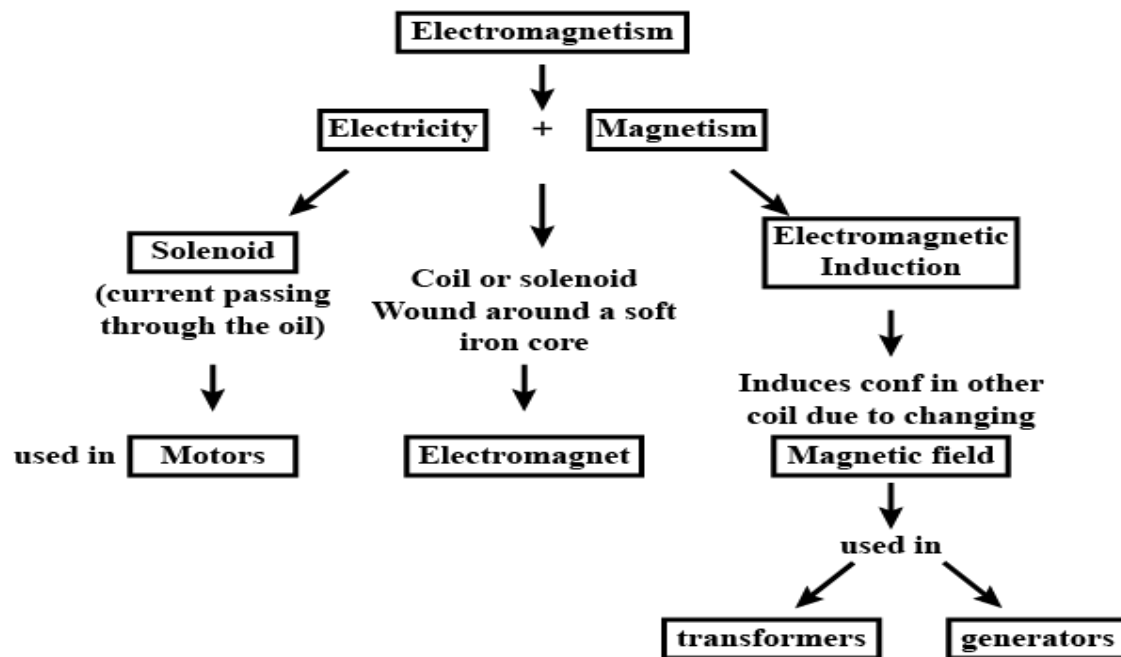 Electromagnetism
Electricity + Magnetism
Solenoid
(current passing
through the oil)
used in Motors
Coil or solenoid
Wound around a soft
iron core
Electromagnet
Electromagnetic
Induction
Induces conf in other
coil due to changing
Magnetic field
used in
transformers
generators